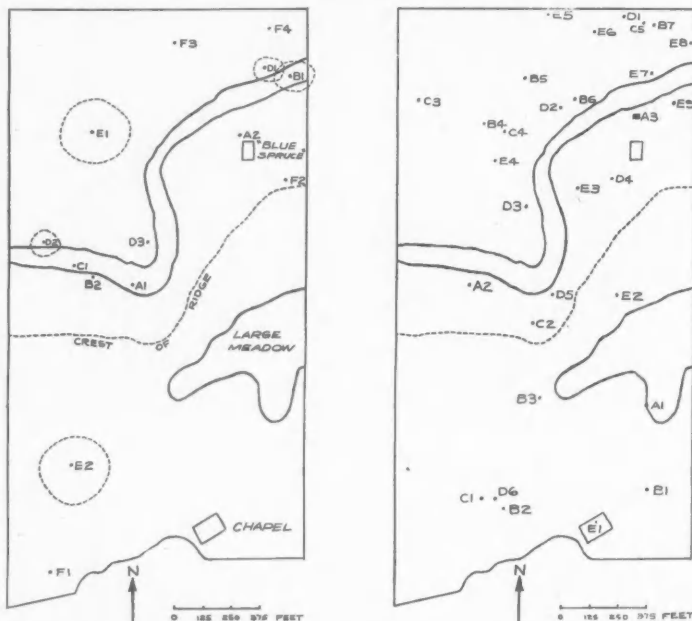 F4
F3
D1
B1
E1
A2
BLUE
SPRUCE
F2
D2
D3
C1
B2
A1
CREST OF RIDGE
LARGE
MEADOW
E2
CHAPEL
F1
N
0 125 250 375 FEET
E5
D1
C5
B7
E6
E8
E7
B5
C3
D2
B6
A3
B4
C4
E4
E3
D4
D3
A2
D5
E2
C2
B3
A1
B1
C1
D6
B2
E1
N
0 125 250 375 FEET